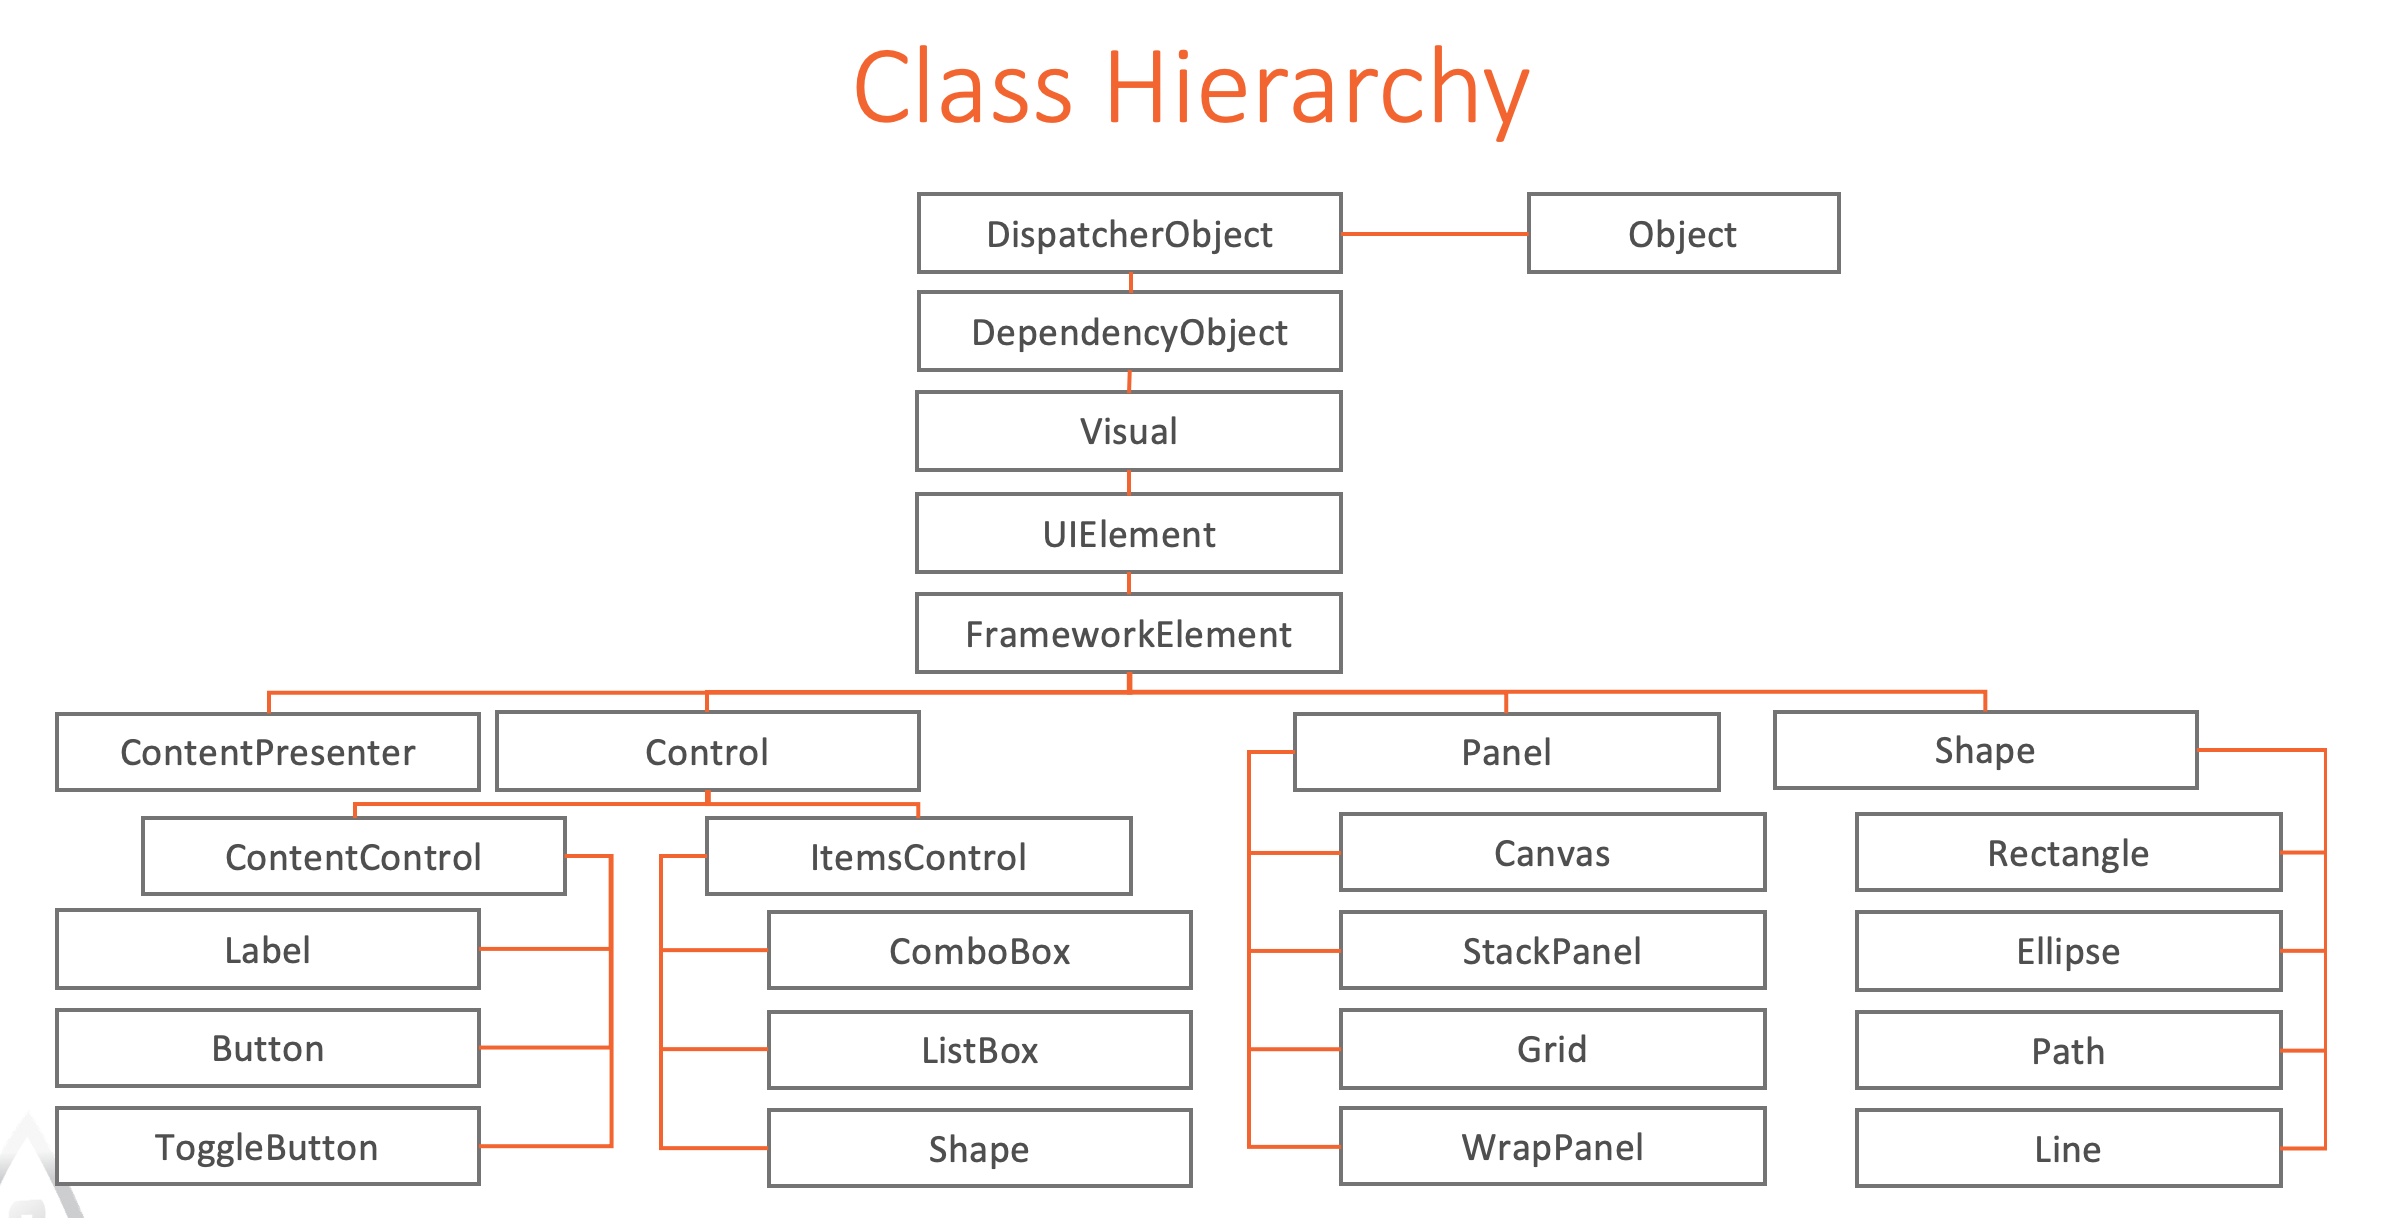 Class Hierarchy
DispatcherObject
Object
DependencyObject
Visual
UIElement
FrameworkElement
ContentPresenter
Control
Panel
Shape
ContentControl
ItemsControl
Canvas
Rectangle
Label
ComboBox
StackPanel
Ellipse
Button
ListBox
Grid
Path
ToggleButton
Shape
WrapPanel
Line